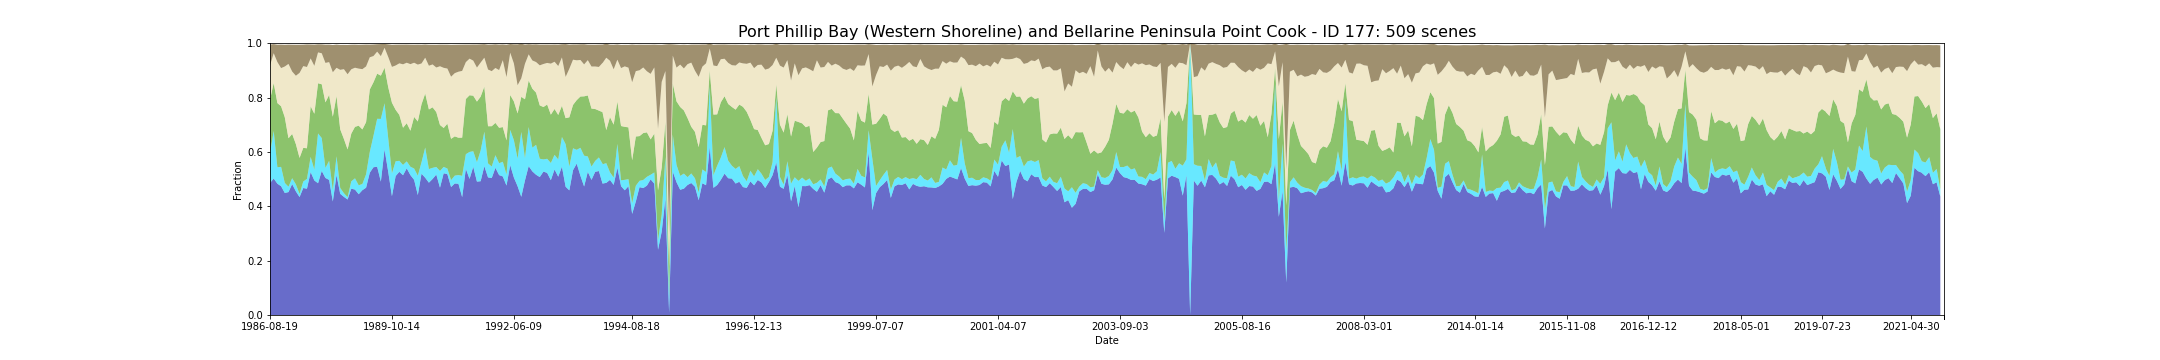 Port Phillip Bay (Western Shoreline) and Bellarine Peninsula Point Cook - ID 177: 509 scenes
1.0
0.8
0.6
0.4
0.2
0.0
Fraction
1986-08-19 1989-10-14 1992-06-09 1994-08-18 1996-12-13 1999-07-07 2001-04-07 2003-09-03 2005-08-16 2008-03-01 2014-01-14 2015-11-08 2016-12-12 2018-05-01 2019-07-23 2021-04-30
Date